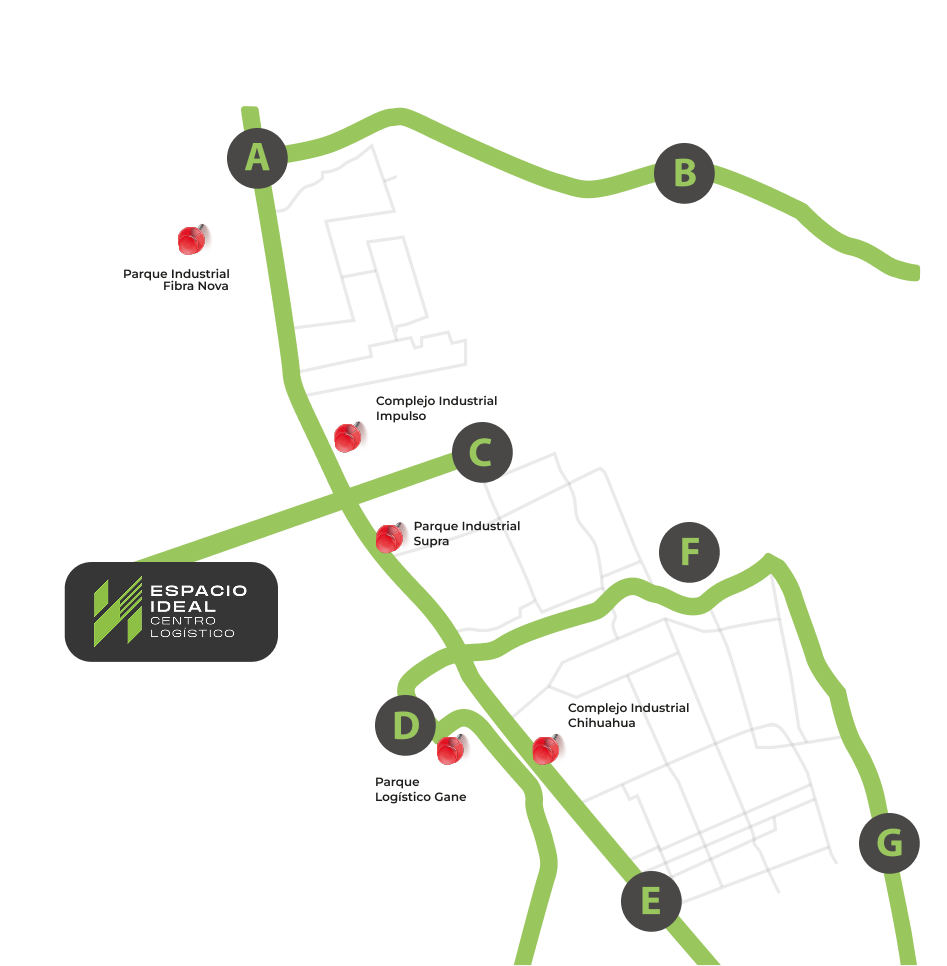 A
B
Parque Industrial
Fibra Nova
Complejo Industrial
Impulso
C
Parque Industrial
Supra
F
ESPACIO
IDEAL
CENTRO
LOGÍSTICO
D
Complejo Industrial
Chihuahua
Parque
Logístico Gane
G
E